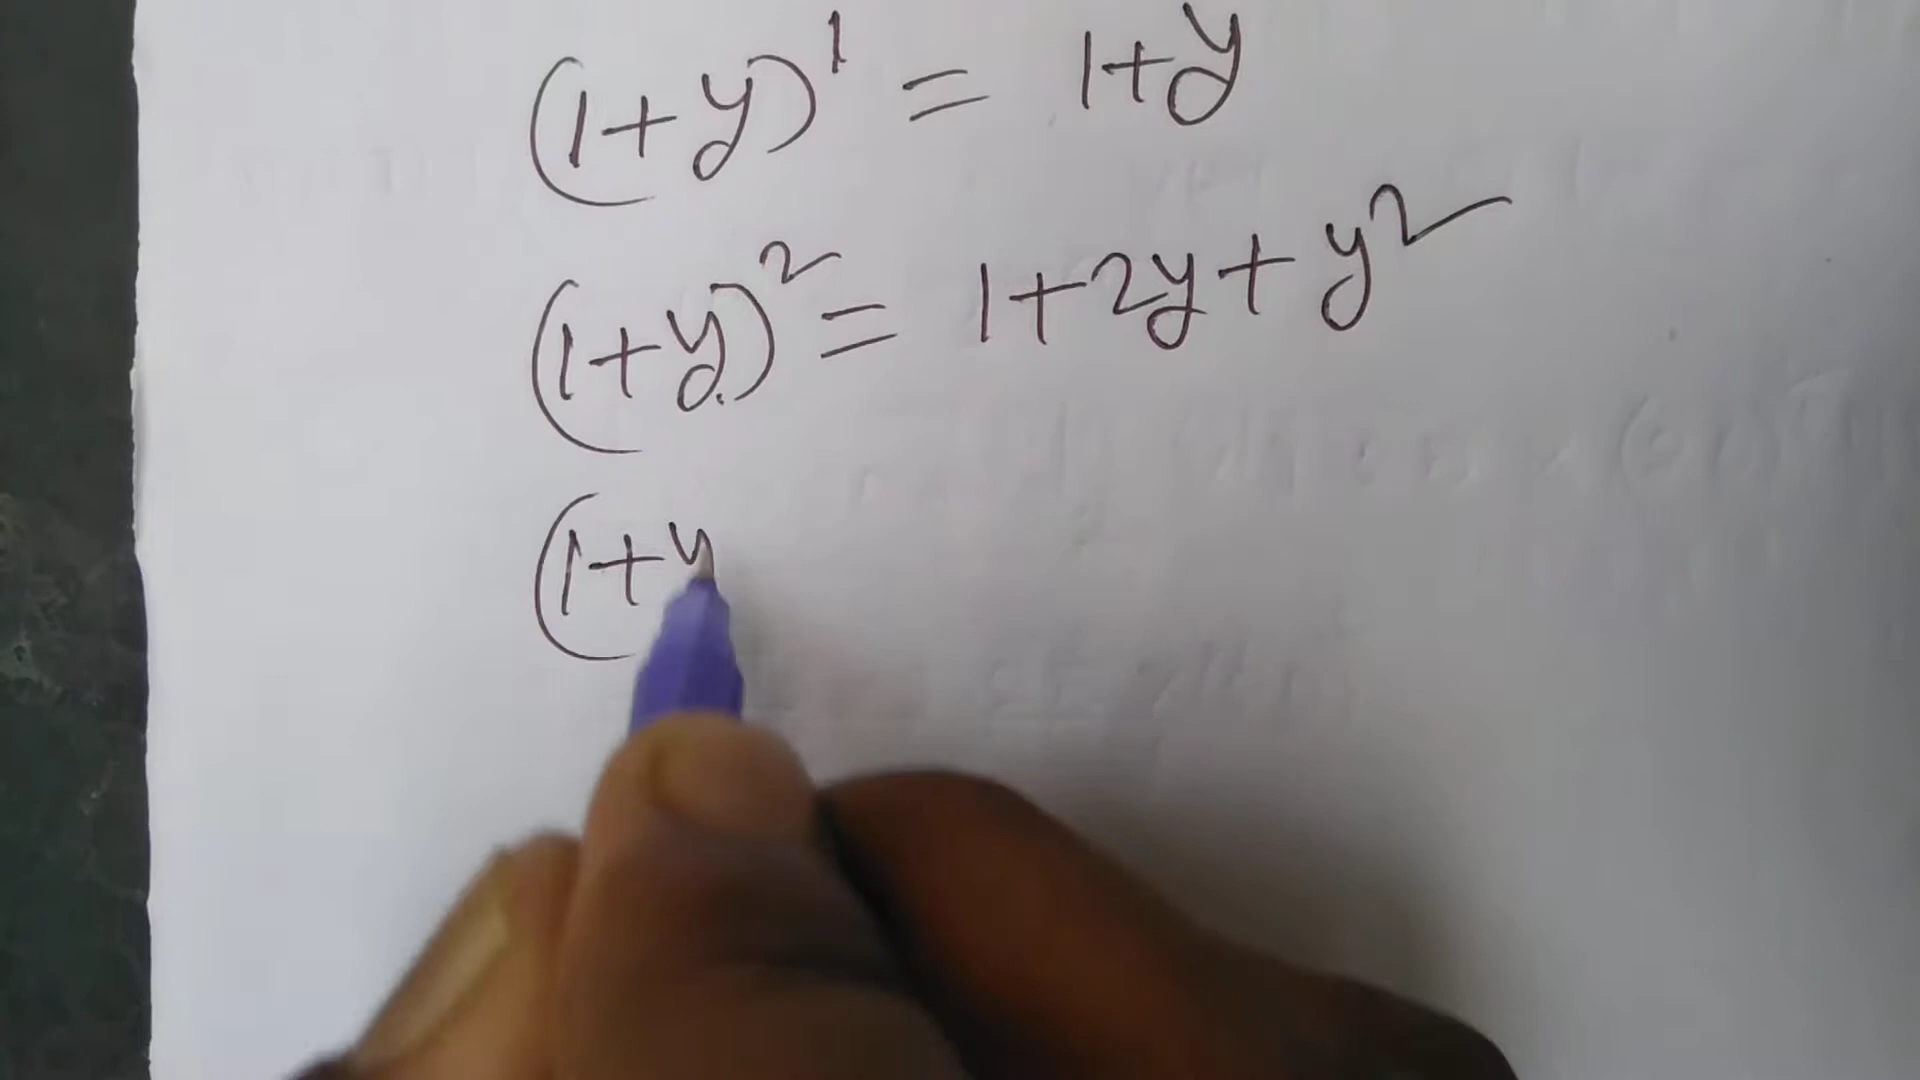 (1+y)¹ = 1+y
(1+y)² = 1+2y+y²
(1+y